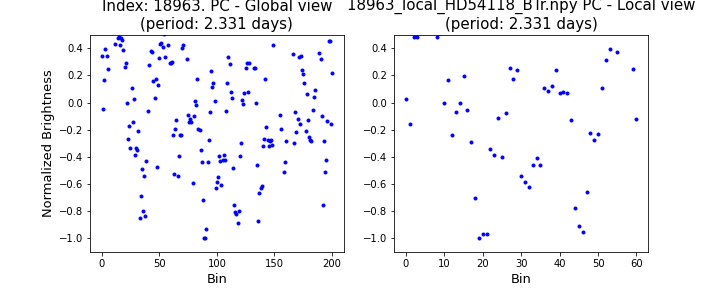 Index: 18963. PC - Global view
(period: 2.331 days)
18963_local_HD54118_BTr.npy PC - Local view
(period: 2.331 days)
Normalized Brightness
0.4
0.2
0.0
−0.2
−0.4
−0.6
−0.8
−1.0
0 50 100 150 200
Bin
0.4
0.2
0.0
−0.2
−0.4
−0.6
−0.8
−1.0
0 10 20 30 40 50 60
Bin